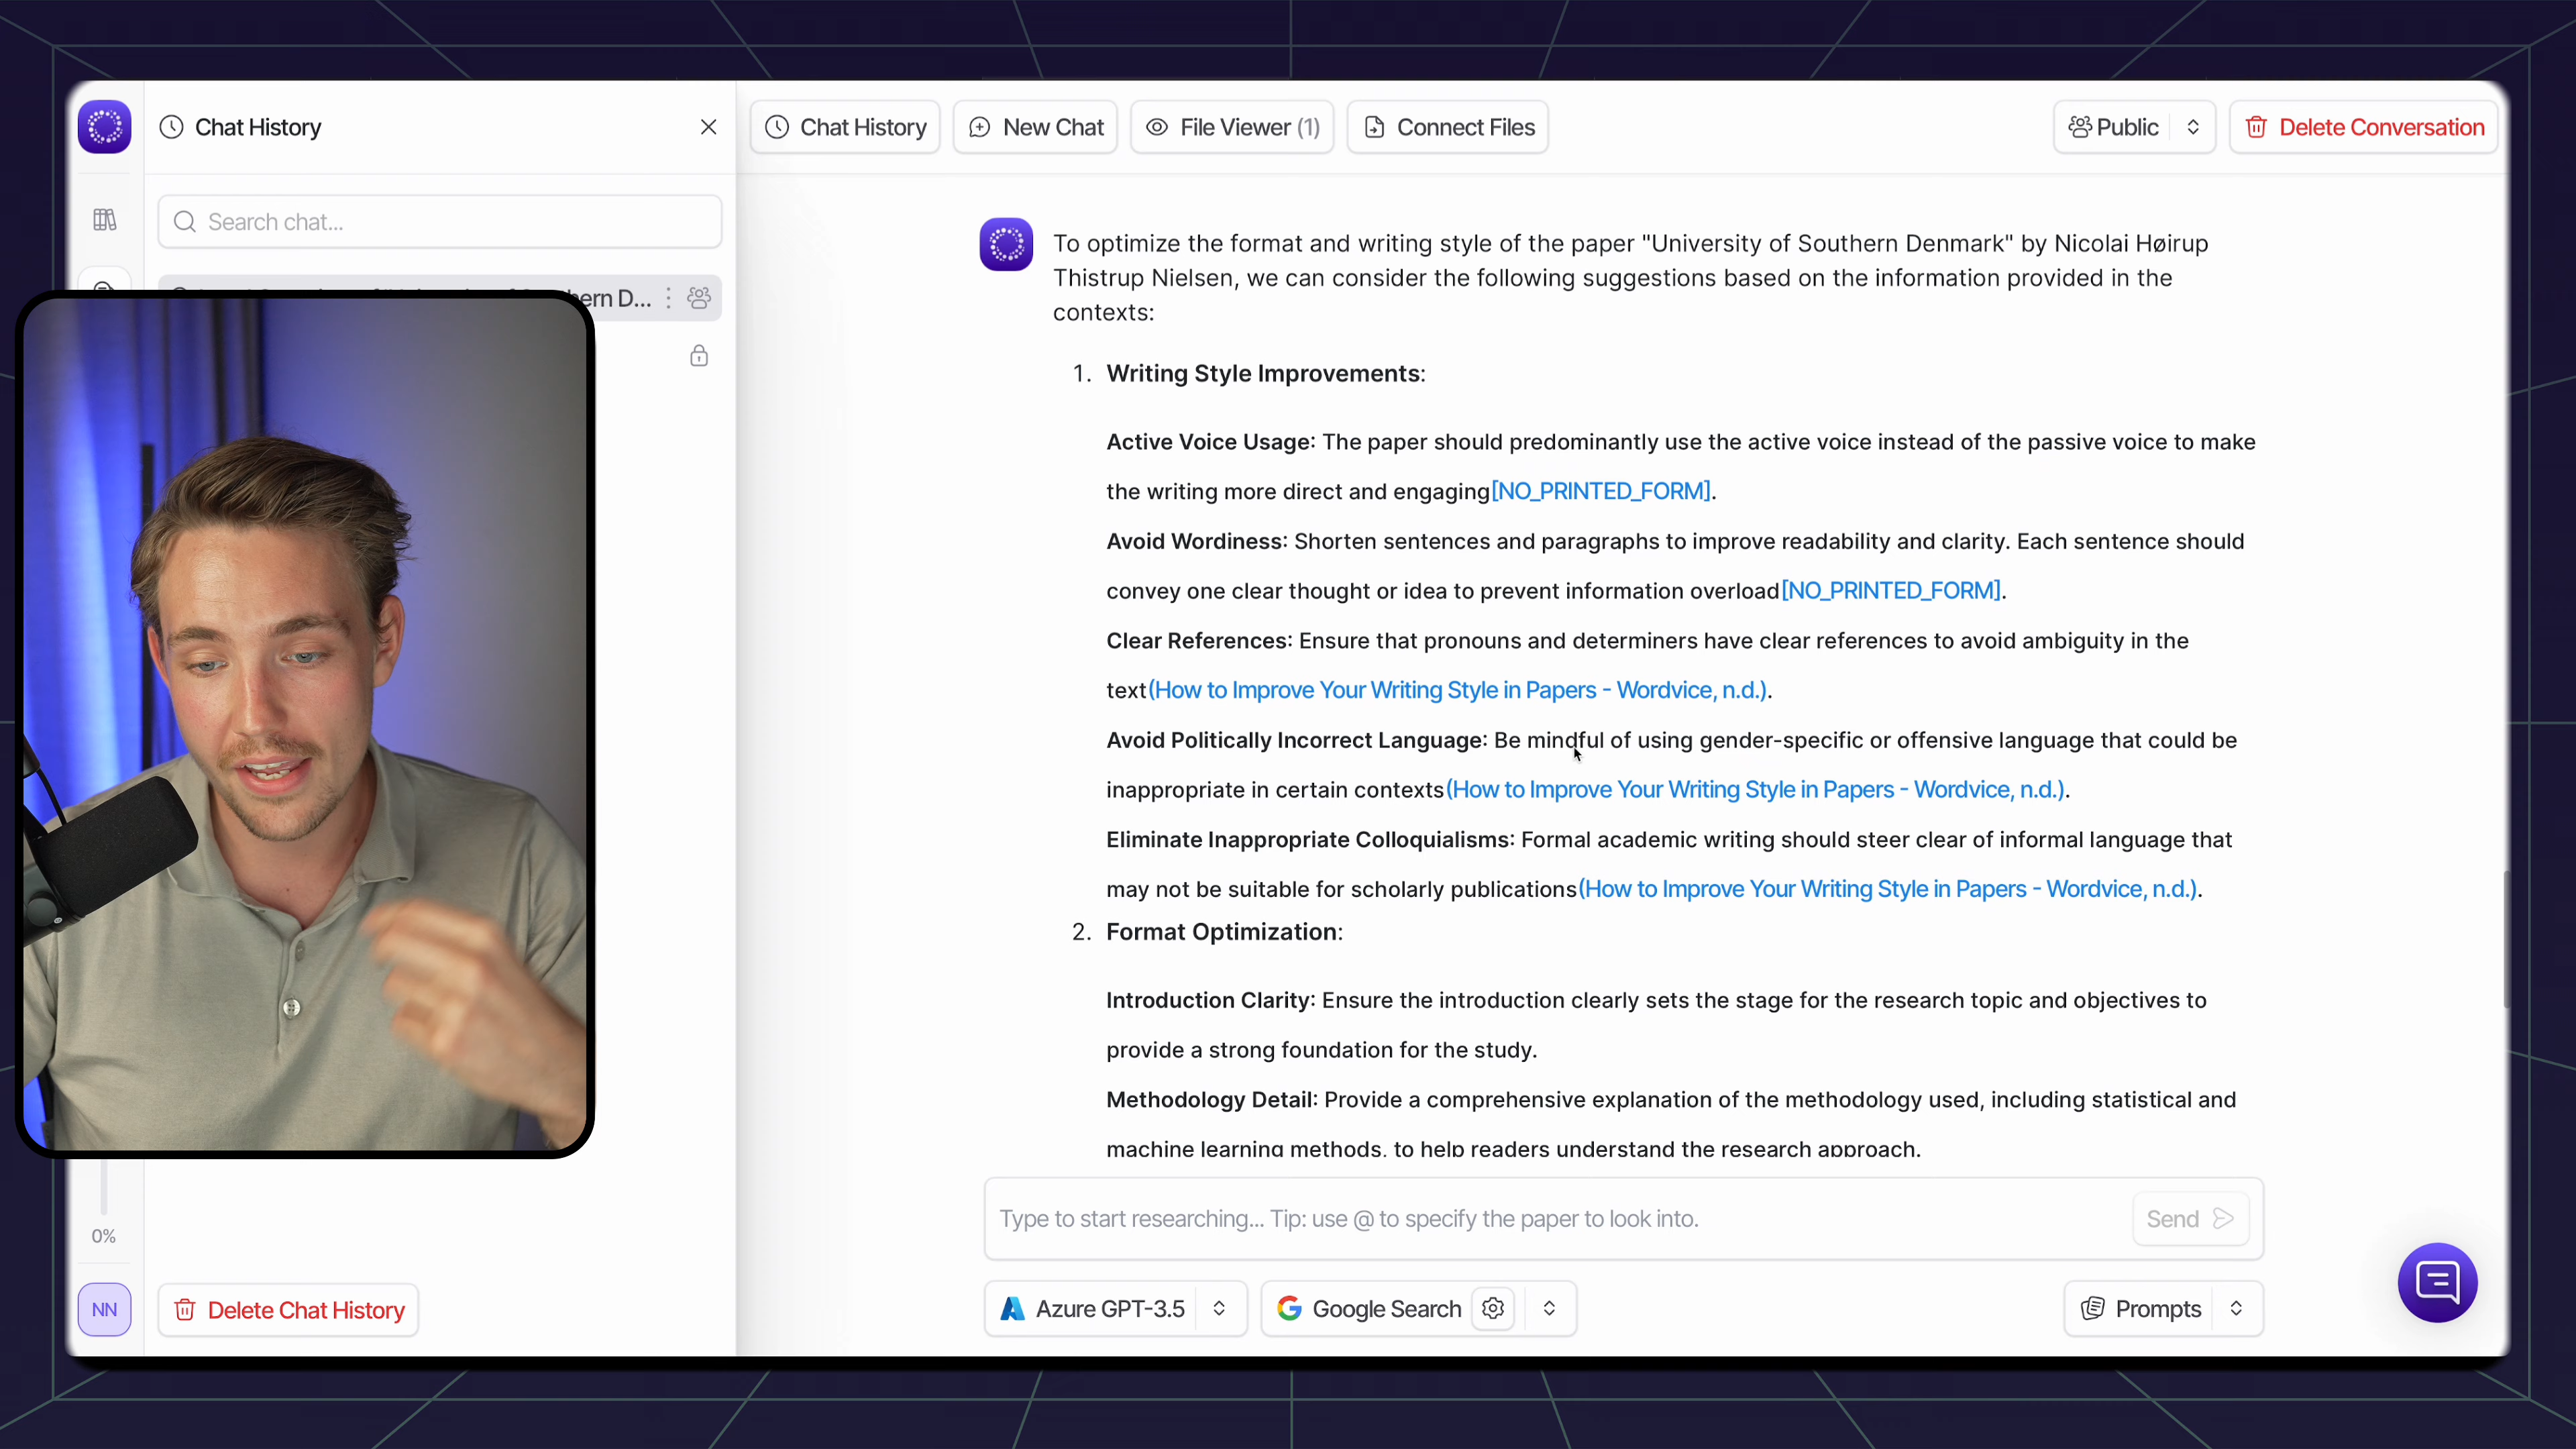 Chat History
Search chat...
ern D...
0%
NN
Delete Chat History
Chat History
New Chat
File Viewer (1)
Connect Files
Public
Delete Conversation
To optimize the format and writing style of the paper "University of Southern Denmark" by Nicolai Høirup
Thistrup Nielsen, we can consider the following suggestions based on the information provided in the
contexts:
1. Writing Style Improvements:
Active Voice Usage: The paper should predominantly use the active voice instead of the passive voice to make
the writing more direct and engaging[NO_PRINTED_FORM].
Avoid Wordiness: Shorten sentences and paragraphs to improve readability and clarity. Each sentence should
convey one clear thought or idea to prevent information overload[NO_PRINTED_FORM].
Clear References: Ensure that pronouns and determiners have clear references to avoid ambiguity in the
text(How to Improve Your Writing Style in Papers - Wordvice, n.d.).
Avoid Politically Incorrect Language: Be mindful of using gender-specific or offensive language that could be
inappropriate in certain contexts(How to Improve Your Writing Style in Papers - Wordvice, n.d.).
Eliminate Inappropriate Colloquialisms: Formal academic writing should steer clear of informal language that
may not be suitable for scholarly publications(How to Improve Your Writing Style in Papers - Wordvice, n.d.).
2. Format Optimization:
Introduction Clarity: Ensure the introduction clearly sets the stage for the research topic and objectives to
provide a strong foundation for the study.
Methodology Detail: Provide a comprehensive explanation of the methodology used, including statistical and
machine learning methods, to help readers understand the research approach.
Type to start researching... Tip: use @ to specify the paper to look into.
Send
Azure GPT-3.5
Google Search
Prompts